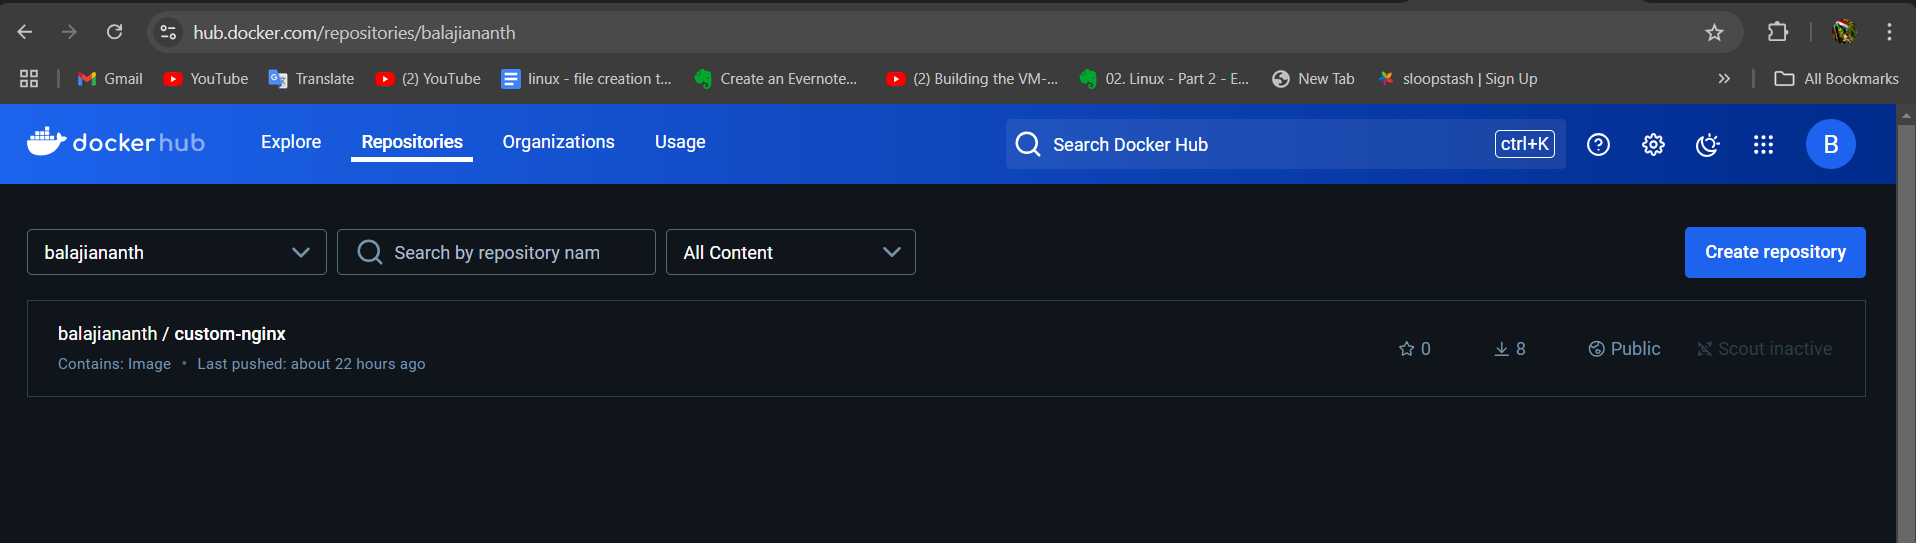 hub.docker.com/repositories/balajiananth
Gmail YouTube Translate (2) YouTube linux - file creation t... Create an Evernote... (2) Building the VM-... 02. Linux - Part 2 - E... New Tab sloopstash | Sign Up » All Bookmarks
dockerhub Explore Repositories Organizations Usage Search Docker Hub ctrl+K ? B
balajiananth Search by repository nam All Content Create repository
balajiananth / custom-nginx
Contains: Image • Last pushed: about 22 hours ago
0 8 Public Scout inactive